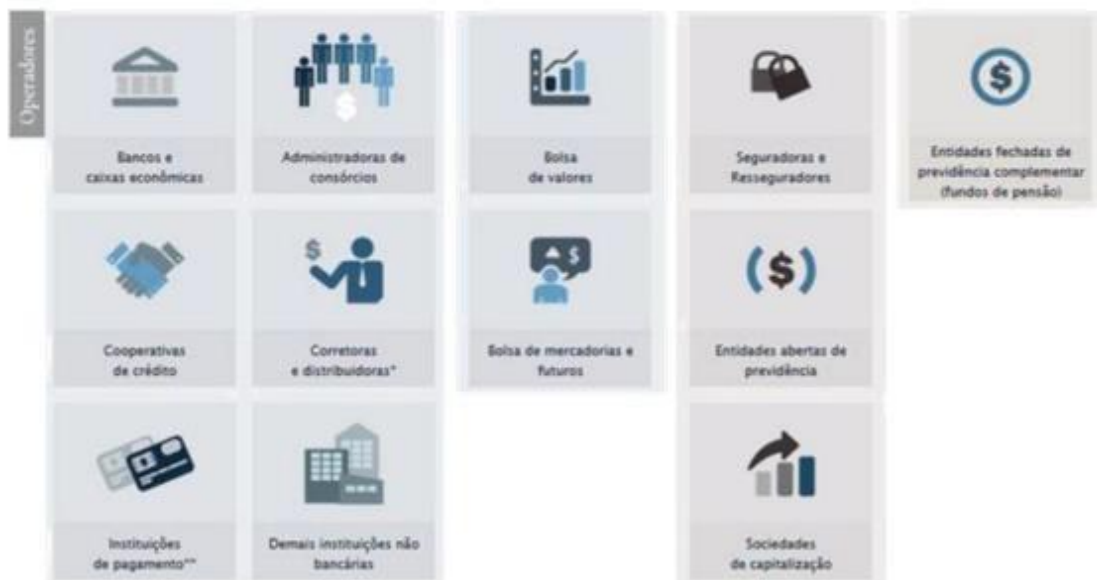 Operadores
Bancos e
caixas econômicas
Administradoras de
consórcios
Bolsa
de valores
Seguradoras e
Resseguradores
Entidades fechadas de
previdência complementar
(fundos de pensão)
Cooperativas
de crédito
Corretoras
e distribuidoras*
Bolsa de mercadorias e
futuros
Entidades abertas de
previdência
Instituições
de pagamento**
Demais instituições não
bancárias
Sociedades
de capitalização